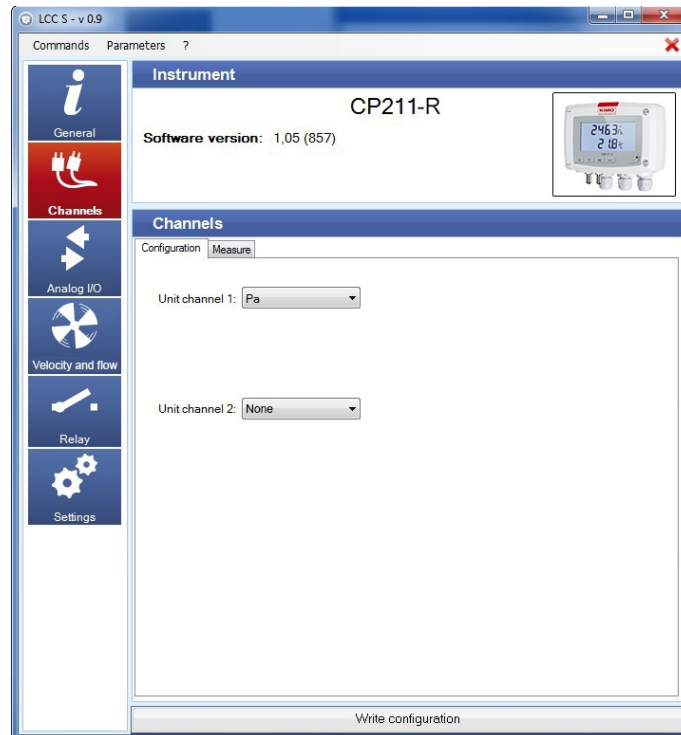 LCC S - v 0.9
Commands Parameters ?
General
Channels
Analog I/O
Velocity and flow
Relay
Settings
Instrument
CP211-R
Software version: 1,05 (857)
KIMO
Channels
Configuration Measure
Unit channel 1: Pa
Unit channel 2: None
Write configuration